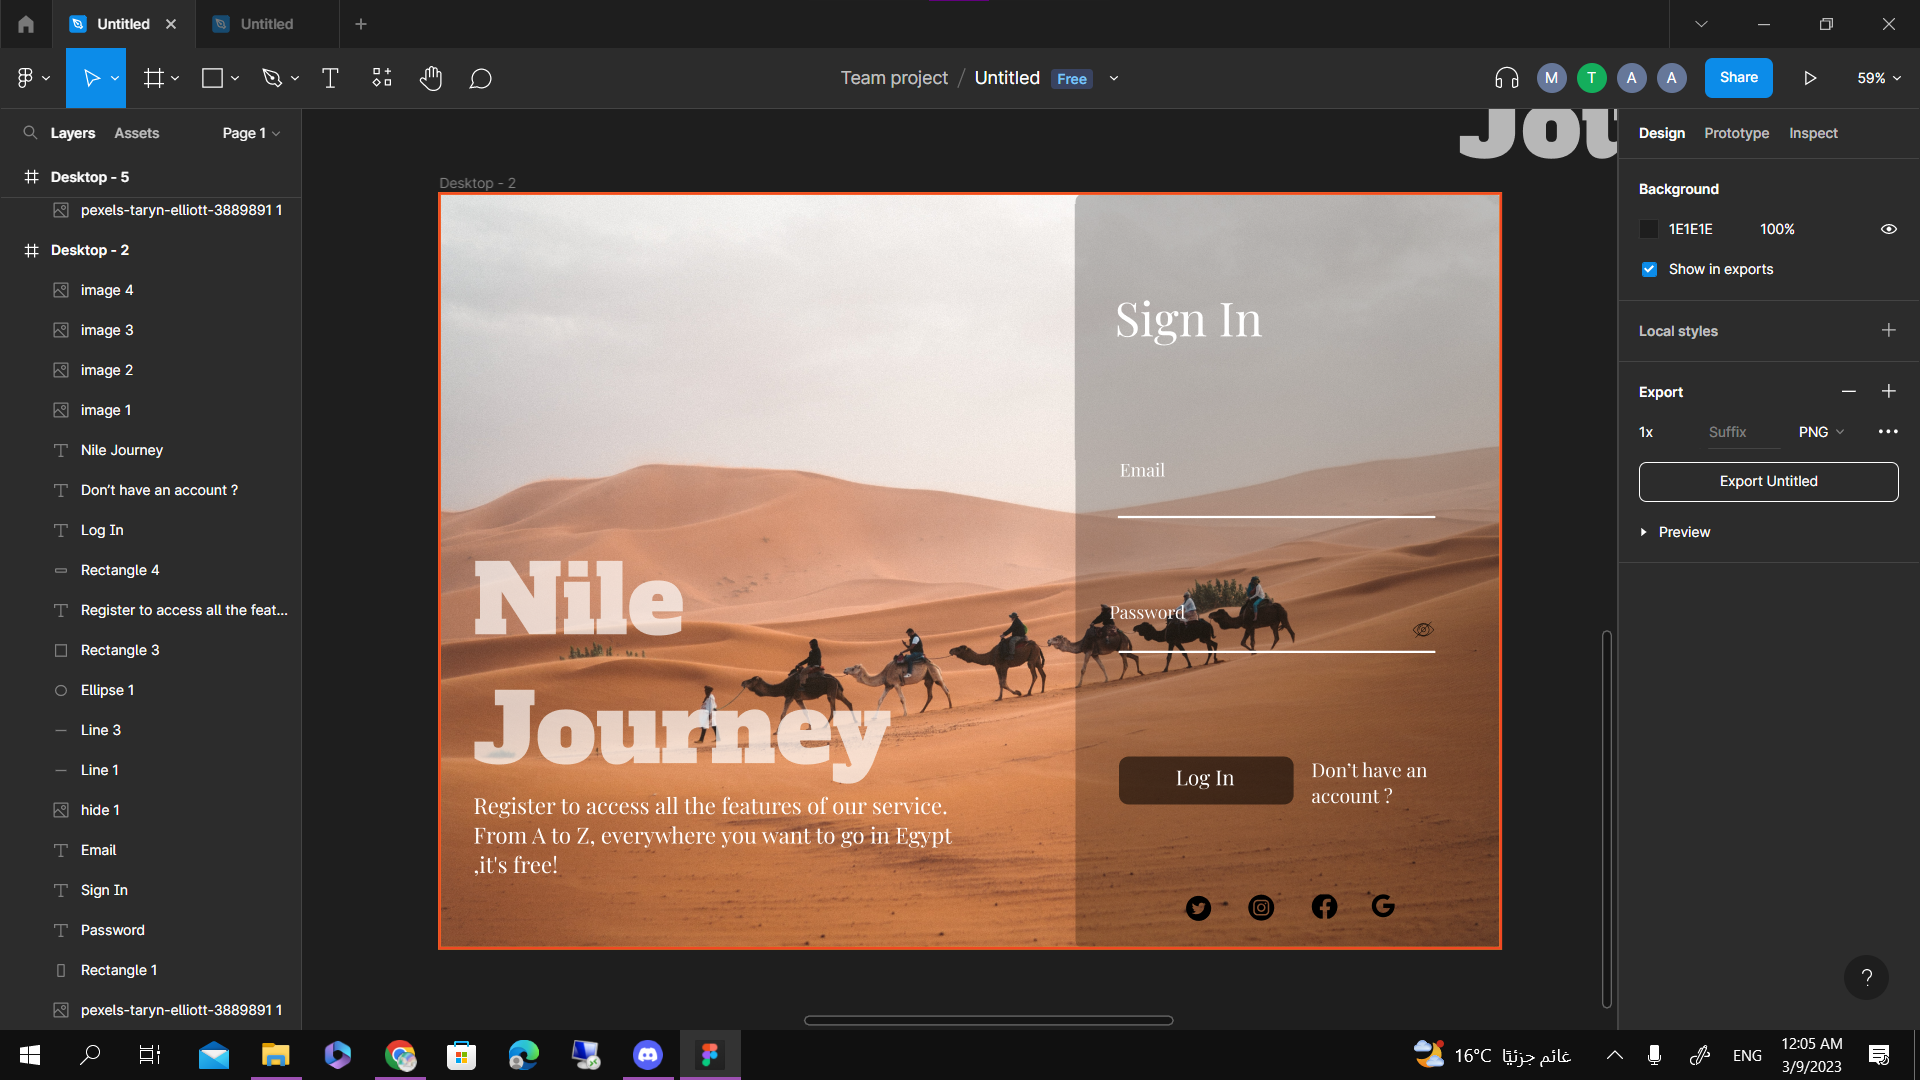 Untitled
Untitled
Team project / Untitled Free
M T A A
Share
59%
Layers Assets Page 1
Desktop - 5
pexels-taryn-elliott-3889891 1
Desktop - 2
image 4
image 3
image 2
image 1
Nile Journey
Don't have an account ?
Log In
Rectangle 4
Register to access all the feat...
Rectangle 3
Ellipse 1
Line 3
Line 1
hide 1
Email
Sign In
Password
Rectangle 1
pexels-taryn-elliott-3889891 1
Desktop - 2
Nile
Journey
Register to access all the features of our service.
From A to Z, everywhere you want to go in Egypt
,it's free!
Sign In
Email
Password
Log In
Don't have an
account ?
Design Prototype Inspect
Background
1E1E1E 100%
Show in exports
Local styles
Export
1x Suffix PNG
Export Untitled
Preview
?
16°C غائم جزئيًا
ENG
12:05 AM
3/9/2023